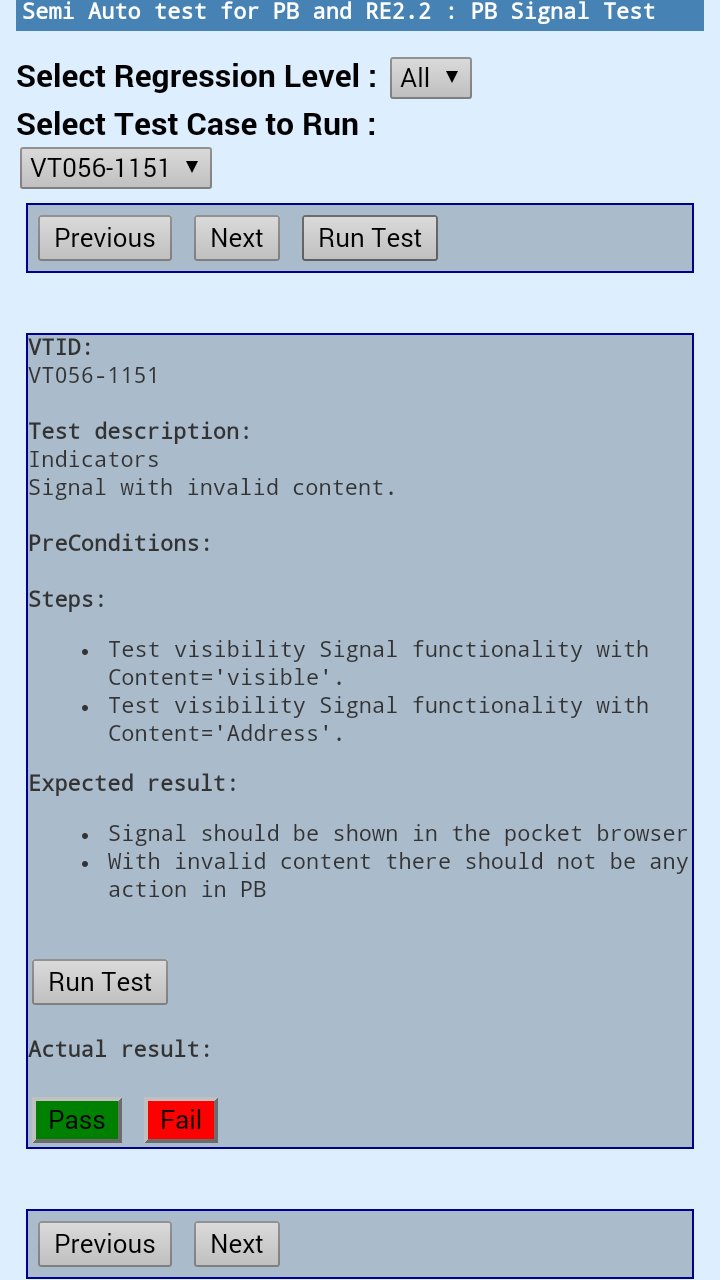 Semi Auto test for PB and RE2.2 : PB Signal Test
Select Regression Level : All ▼
Select Test Case to Run :
VT056-1151 ▼
Previous Next Run Test
VTID:
VT056-1151
Test description:
Indicators
Signal with invalid content.
PreConditions:
Steps:
• Test visibility Signal functionality with
Content='visible'.
• Test visibility Signal functionality with
Content='Address'.
Expected result:
• Signal should be shown in the pocket browser
• With invalid content there should not be any
action in PB
Run Test
Actual result:
Pass Fail
Previous Next